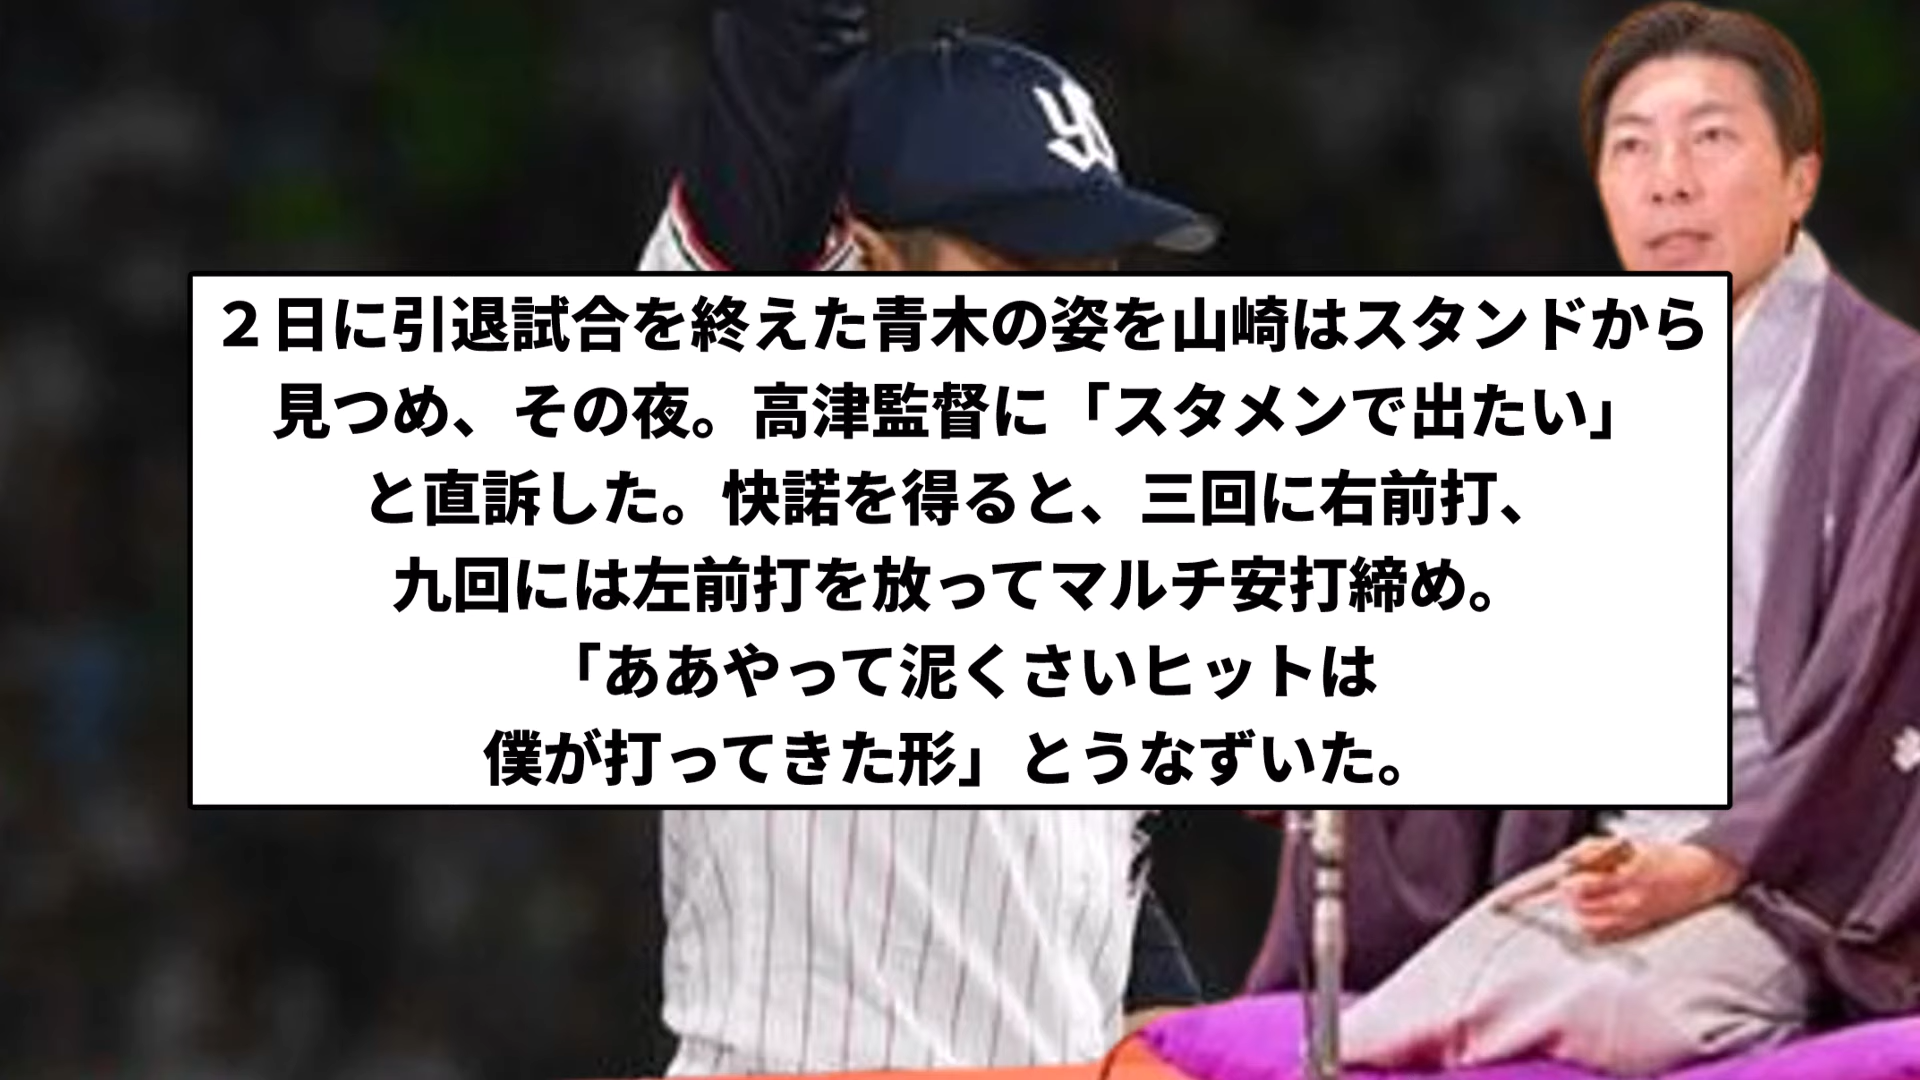 ２日に引退試合を終えた青木の姿を山崎はスタンドから
見つめ、その夜。高津監督に「スタメンで出たい」
と直訴した。快諾を得ると、三回に右前打、
九回には左前打を放ってマルチ安打締め。
「ああやって泥くさいヒットは
僕が打ってきた形」とうなずいた。